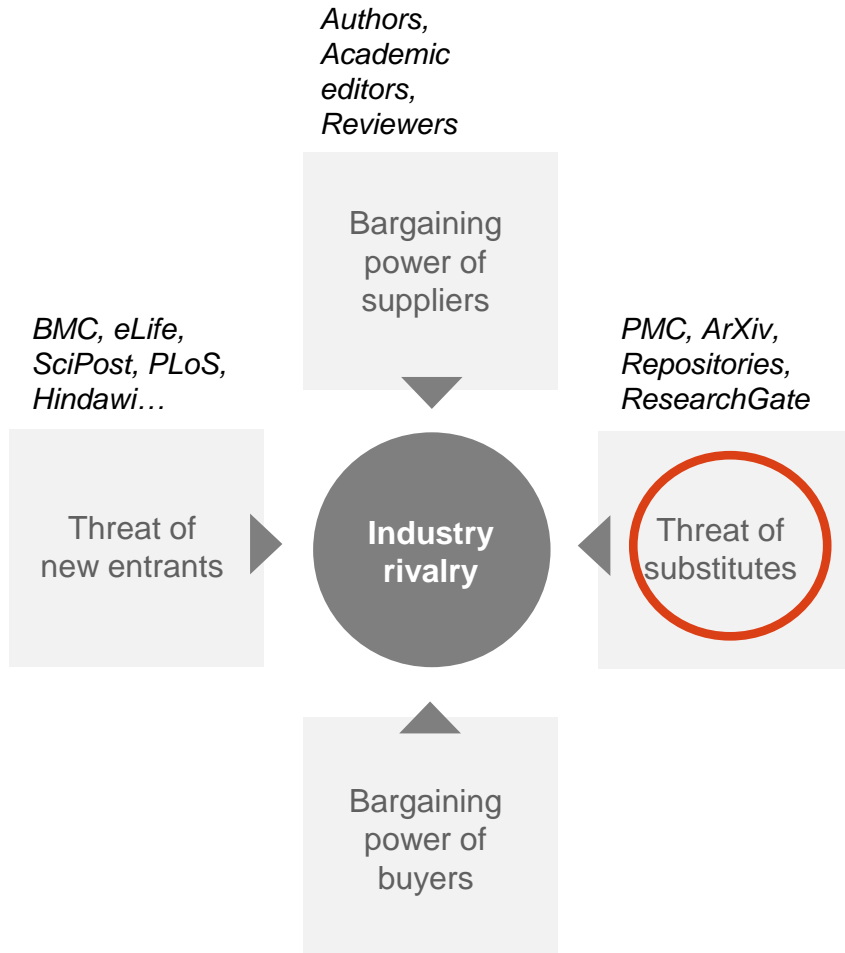 Authors,
Academic
editors,
Reviewers
Bargaining
power of
suppliers
BMC, eLife,
SciPost, PLoS,
Hindawi…
PMC, ArXiv,
Repositories,
ResearchGate
Threat of
new entrants
Industry
rivalry
Threat of
substitutes
Bargaining
power of
buyers